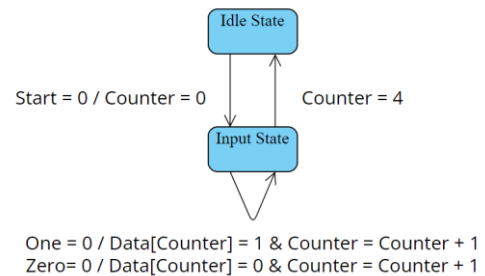 Idle State
Start = 0 / Counter = 0
Counter = 4
Input State
One = 0 / Data[Counter] = 1 & Counter = Counter + 1
Zero= 0 / Data[Counter] = 0 & Counter = Counter + 1